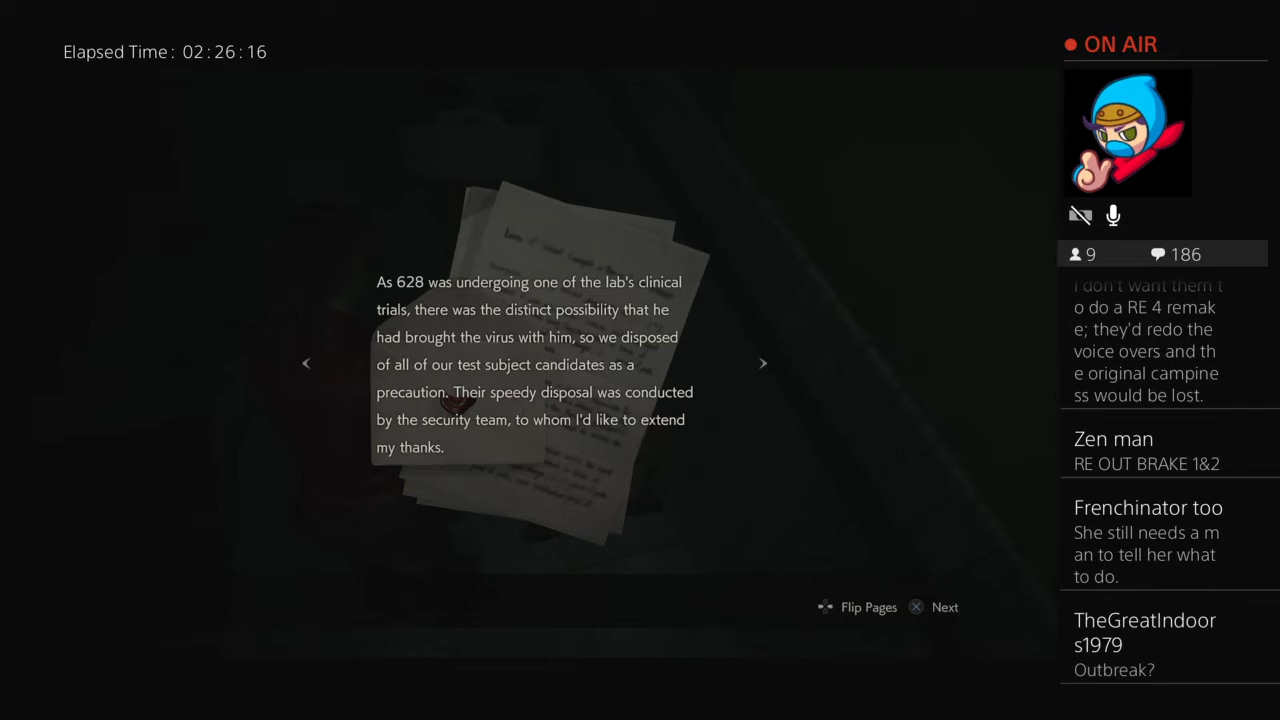 Elapsed Time: 02:26:16
As 628 was undergoing one of the lab's clinical
trials, there was the distinct possibility that he
had brought the virus with him, so we disposed
of all of our test subject candidates as a
precaution. Their speedy disposal was conducted
by the security team, to whom I'd like to extend
my thanks.
Flip Pages
Next
ON AIR
9
186
I don't want them t
o do a RE 4 remak
e; they'd redo the
voice overs and th
e original campine
ss would be lost.
Zen man
RE OUT BRAKE 1&2
Frenchinator too
She still needs a m
an to tell her what
to do.
TheGreatIndoor
s1979
Outbreak?